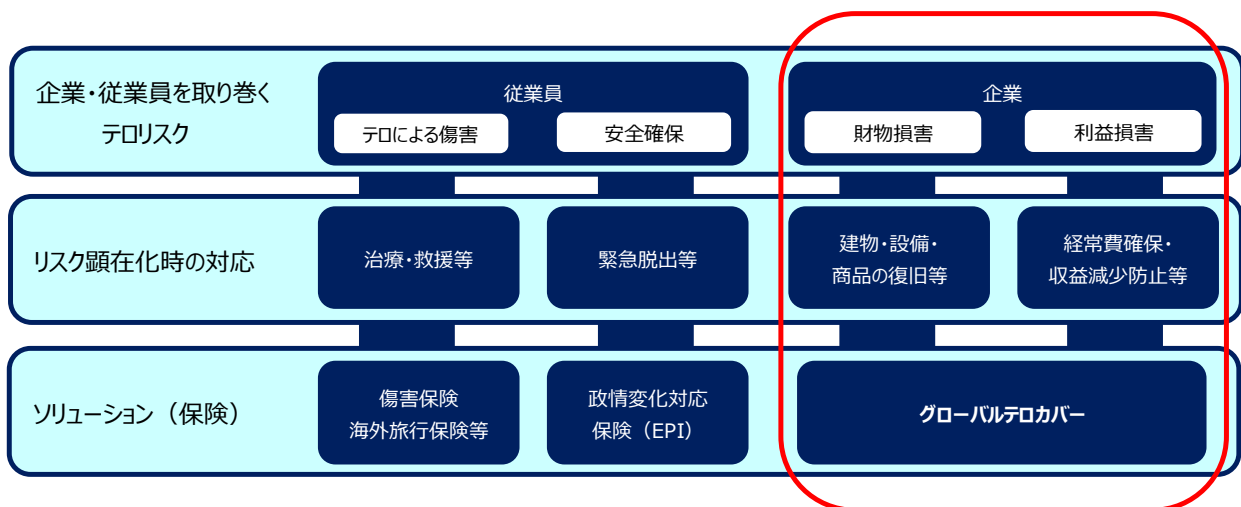 企業・従業員を取り巻く
テロリスク
従業員
テロによる傷害
安全確保
企業
財物損害
利益損害
リスク顕在化時の対応
治療・救援等
緊急脱出等
建物・設備・
商品の復旧等
経常費確保・
収益減少防止等
ソリューション（保険）
傷害保険
海外旅行保険等
政情変化対応
保険（EPI）
グローバルテロカバー